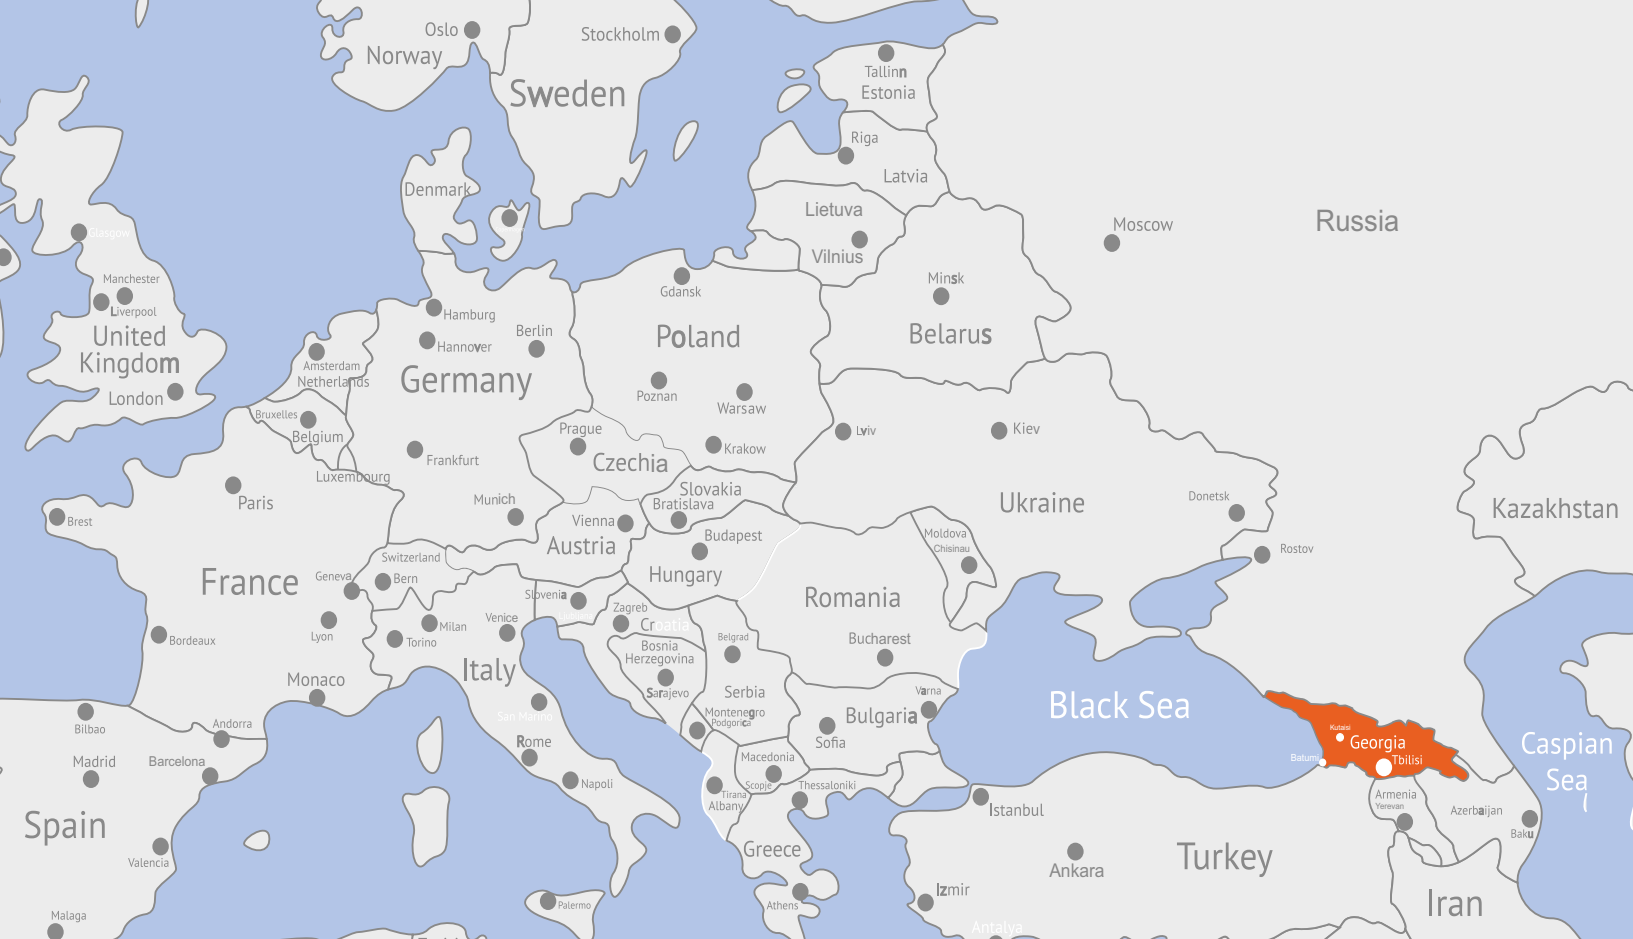 Oslo
Norway
Stockholm
Sweden
Tallinn
Estonia
Riga
Latvia
Denmark
Lietuva
Vilnius
Moscow
Russia
Glasgow
Manchester
Liverpool
United
Kingdom
London
Gdansk
Minsk
Belarus
Hamburg
Hannover
Berlin
Germany
Poland
Poznan
Warsaw
Amsterdam
Netherlands
Bruxelles
Belgium
Luxembourg
Frankfurt
Prague
Czechia
Krakow
Lviv
Kiev
Ukraine
Donetsk
Rostov
Kazakhstan
Paris
Brest
Munich
Vienna
Austria
Slovakia
Bratislava
Budapest
Hungary
Moldova
Chisinau
France
Switzerland
Geneva
Bern
Lyon
Milan
Torino
Venice
Slovenia
Zagreb
Croatia
Romania
Bucharest
Bordeaux
Monaco
Italy
Bosnia
Herzegovina
Sarajevo
Belgrad
Serbia
Montenegro
Podgorica
Bulgaria
Varna
Sofia
Black Sea
San Marino
Rome
Napoli
Bilbao
Andorra
Madrid
Barcelona
Spain
Valencia
Malaga
Macedonia
Scopje
Tirana
Albany
Thessaloniki
Greece
Athens
Palermo
Istanbul
Ankara
Turkey
Izmir
Antalya
Kutaisi
Georgia
Batumi
Tbilisi
Armenia
Yerevan
Azerbaijan
Baku
Caspian
Sea
Iran